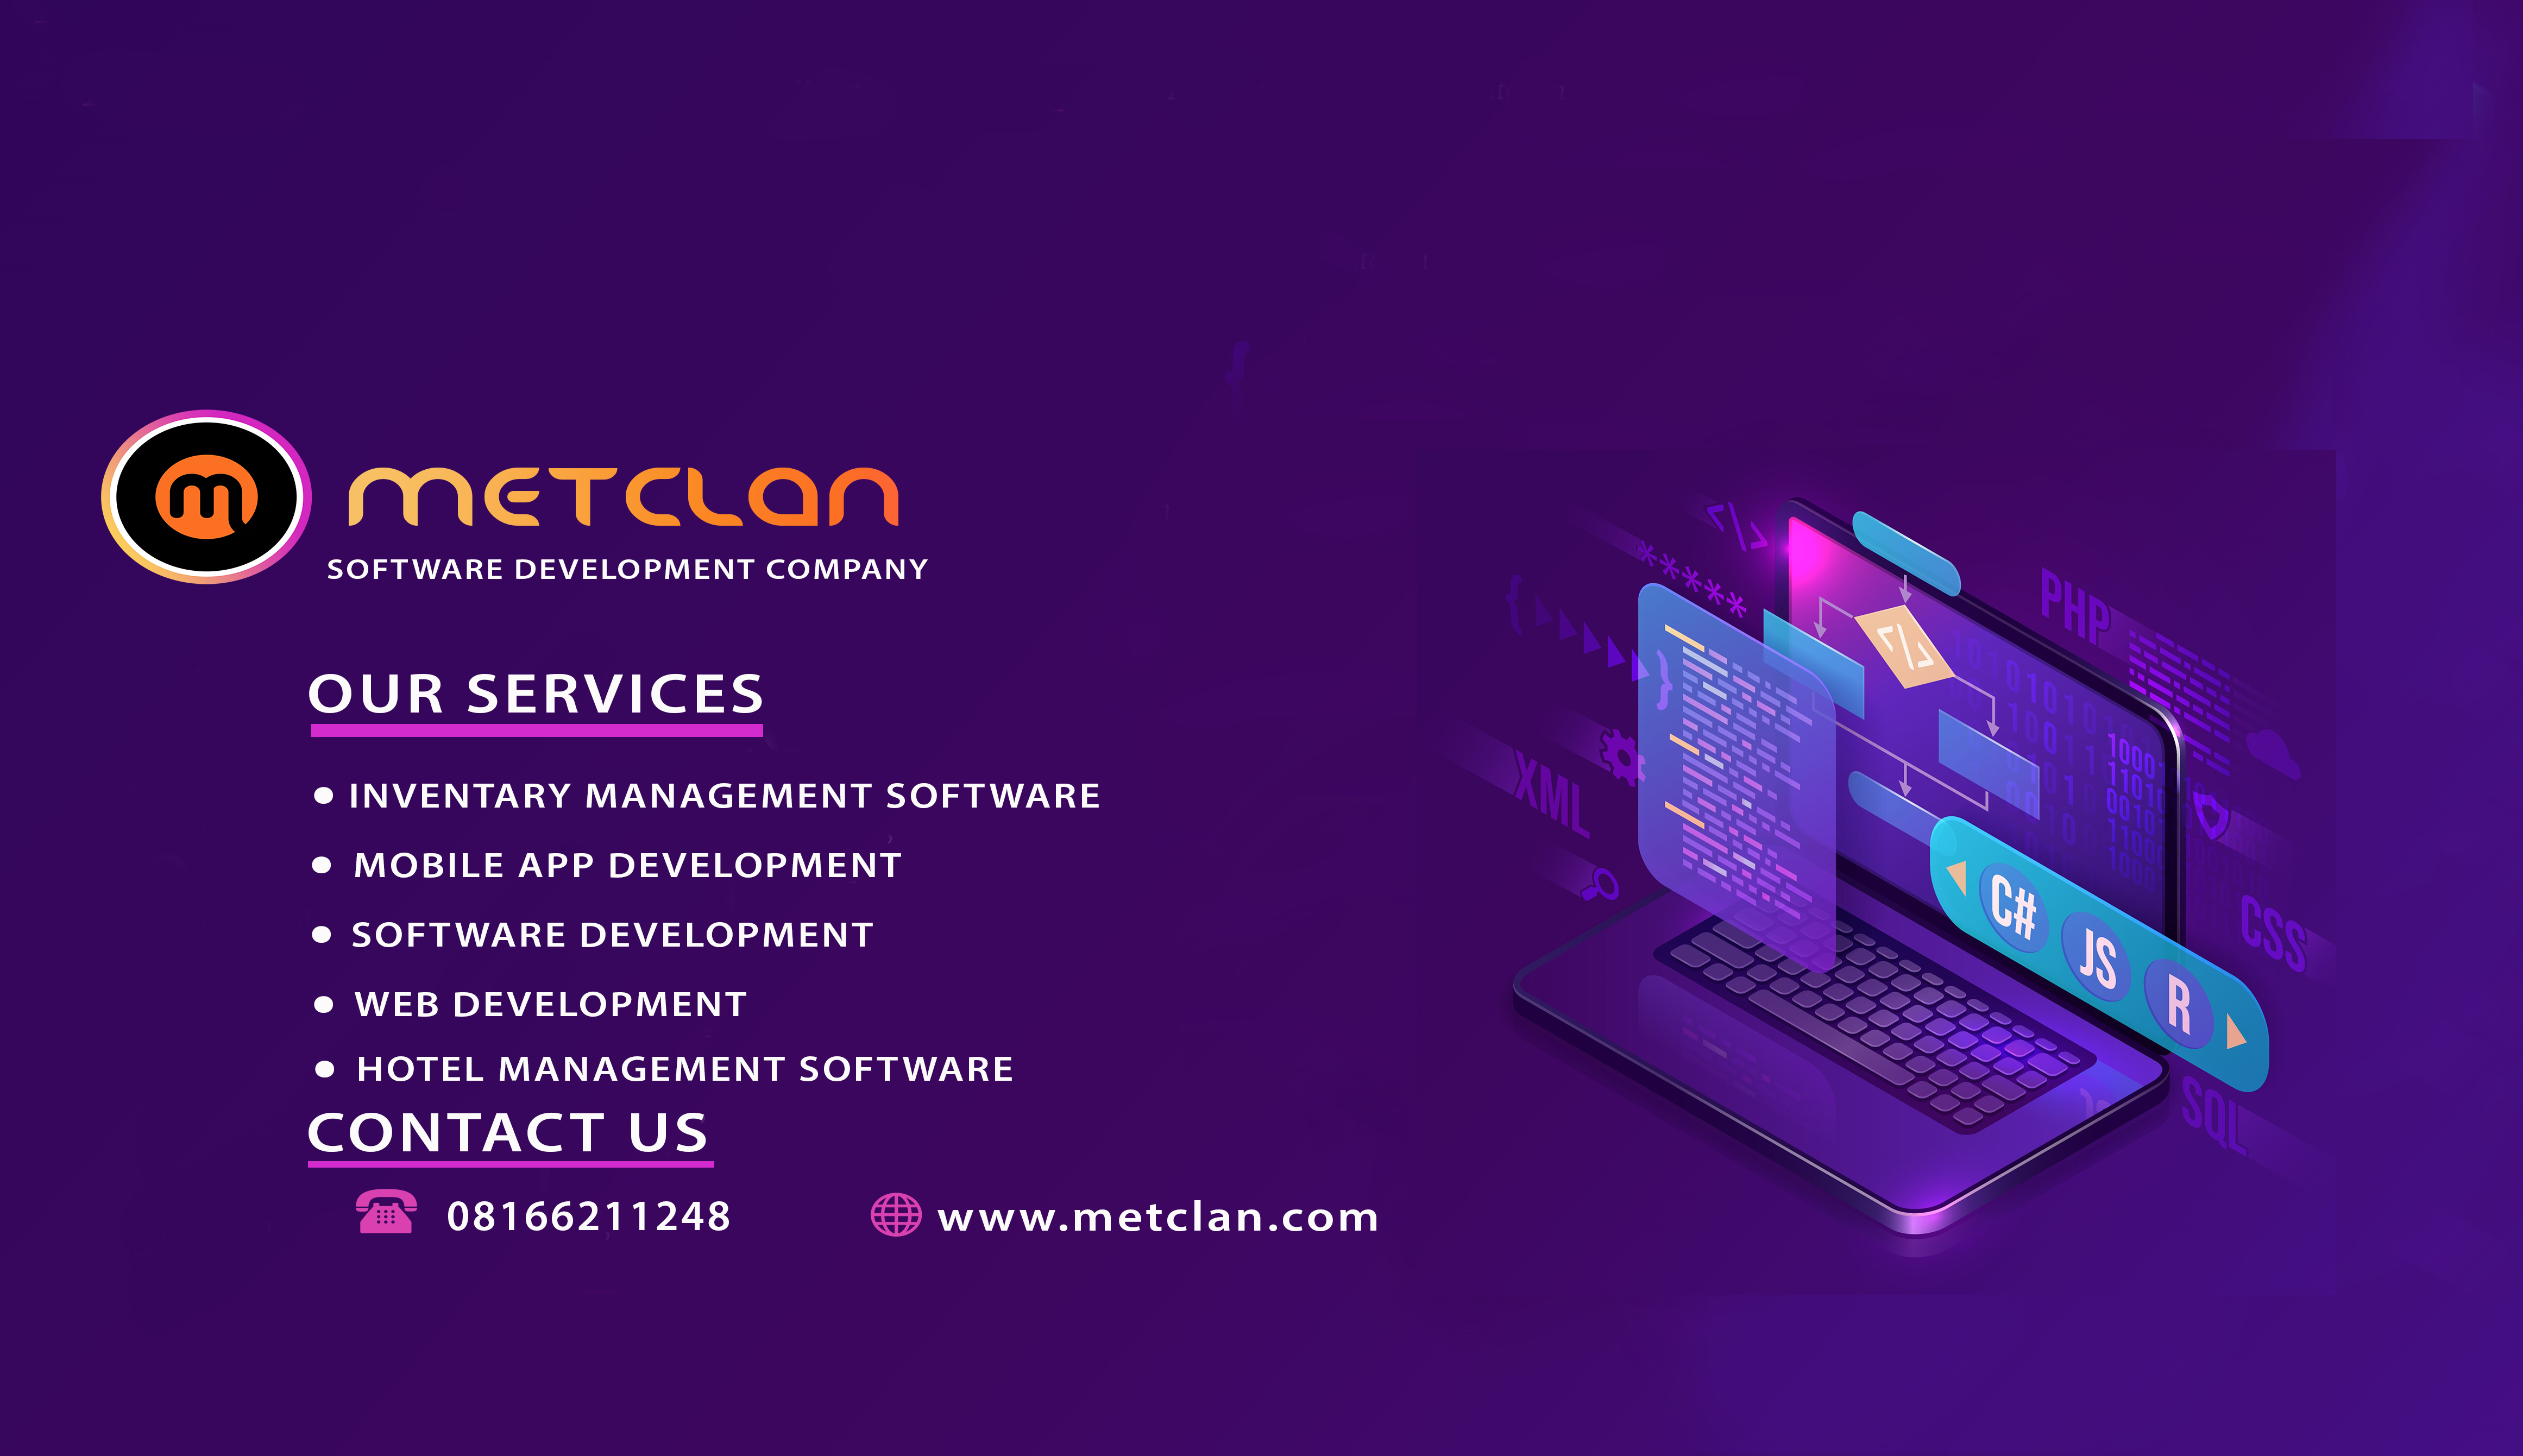 METCLAN
SOFTWARE DEVELOPMENT COMPANY
OUR SERVICES
• INVENTARY MANAGEMENT SOFTWARE
• MOBILE APP DEVELOPMENT
• SOFTWARE DEVELOPMENT
• WEB DEVELOPMENT
• HOTEL MANAGEMENT SOFTWARE
CONTACT US
08166211248
www.metclan.com
</>
*****
{
}
</>
PHP
XML
C#
JS
R
CSS
SQL